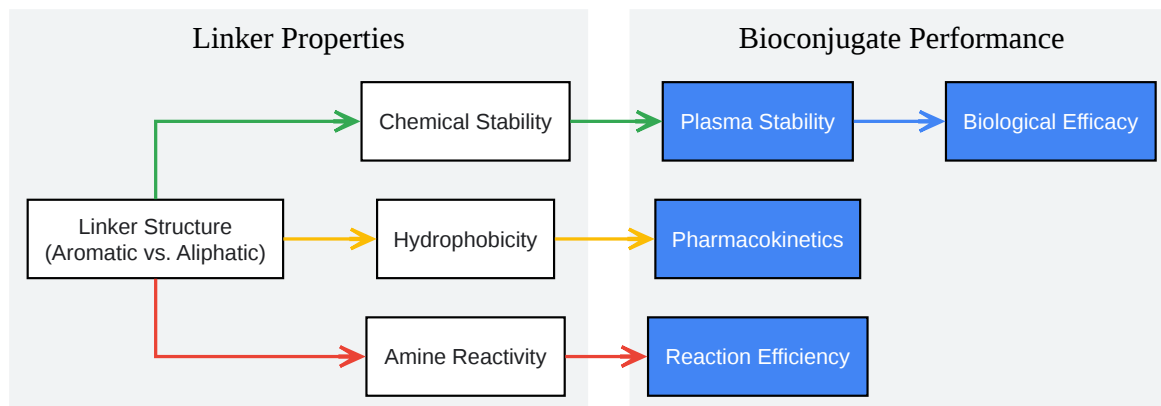 Linker Properties
Bioconjugate Performance
Chemical Stability
Plasma Stability
Biological Efficacy
Linker Structure
(Aromatic vs. Aliphatic)
Hydrophobicity
Pharmacokinetics
Amine Reactivity
Reaction Efficiency